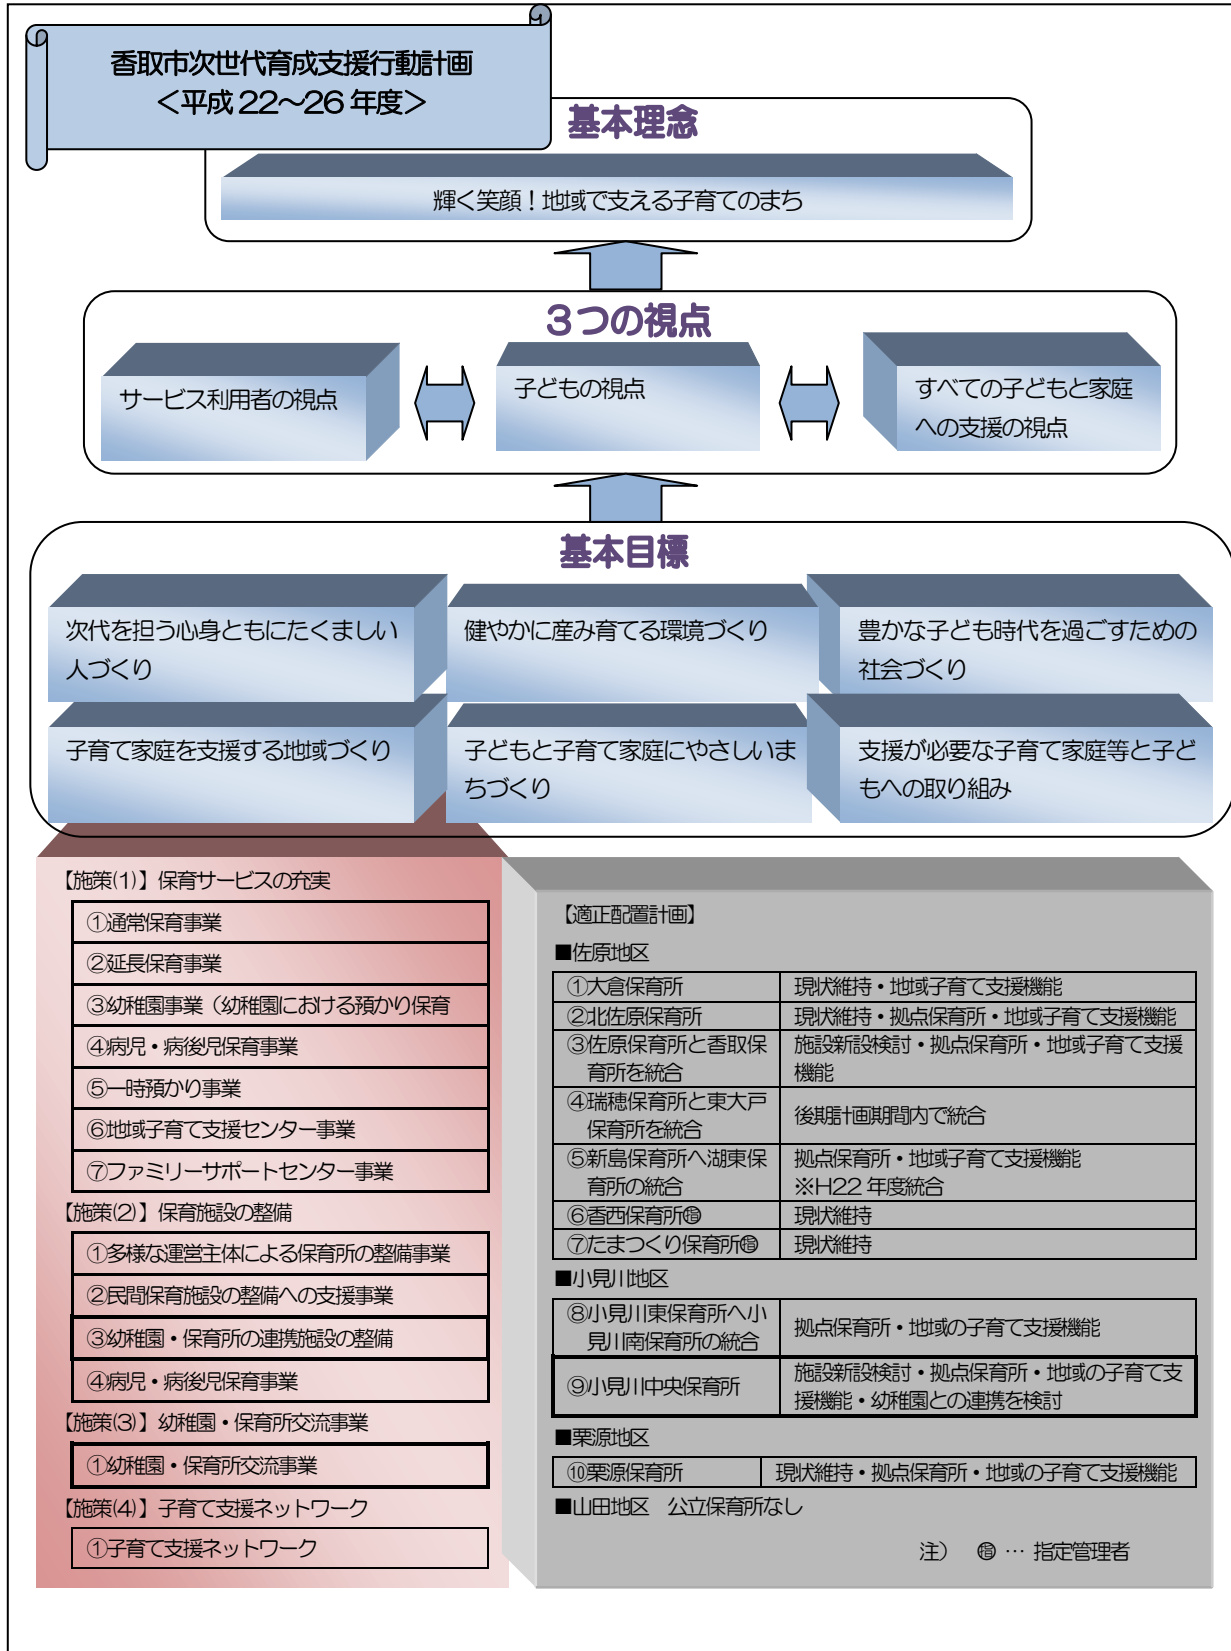 香取市次世代育成支援行動計画
＜平成22～26年度＞
基本理念
輝く笑顔！地域で支える子育てのまち
3つの視点
サービス利用者の視点
子どもの視点
すべての子どもと家庭
への支援の視点
基本目標
次代を担う心身ともにたくましい
人づくり
健やかに産み育てる環境づくり
豊かな子ども時代を過ごすための
社会づくり
子育て家庭を支援する地域づくり
子どもと子育て家庭にやさしいま
ちづくり
支援が必要な子育て家庭等と子ど
もへの取り組み
【施策(1)】保育サービスの充実
①通常保育事業
②延長保育事業
③幼稚園事業（幼稚園における預かり保育
④病児・病後児保育事業
⑤一時預かり事業
⑥地域子育て支援センター事業
⑦ファミリーサポートセンター事業
【施策(2)】保育施設の整備
①多様な運営主体による保育所の整備事業
②民間保育施設の整備への支援事業
③幼稚園・保育所の連携施設の整備
④病児・病後児保育事業
【施策(3)】幼稚園・保育所交流事業
①幼稚園・保育所交流事業
【施策(4)】子育て支援ネットワーク
①子育て支援ネットワーク
【適正配置計画】
■佐原地区
①大倉保育所
現状維持・地域子育て支援機能
②北佐原保育所
現状維持・拠点保育所・地域子育て支援機能
③佐原保育所と香取保
育所を統合
施設新設検討・拠点保育所・地域子育て支援
機能
④瑞穂保育所と東大戸
保育所を統合
後期計画期間内で統合
⑤新島保育所へ湖東保
育所の統合
拠点保育所・地域子育て支援機能
※H22年度統合
⑥香西保育所㊞
現状維持
⑦たまつくり保育所㊞
現状維持
■小見川地区
⑧小見川東保育所へ小
見川南保育所の統合
拠点保育所・地域の子育て支援機能
⑨小見川中央保育所
施設新設検討・拠点保育所・地域の子育て支
援機能・幼稚園との連携を検討
■栗源地区
⑩栗源保育所
現状維持・拠点保育所・地域の子育て支援機能
■山田地区　公立保育所なし
注）　指 … 指定管理者